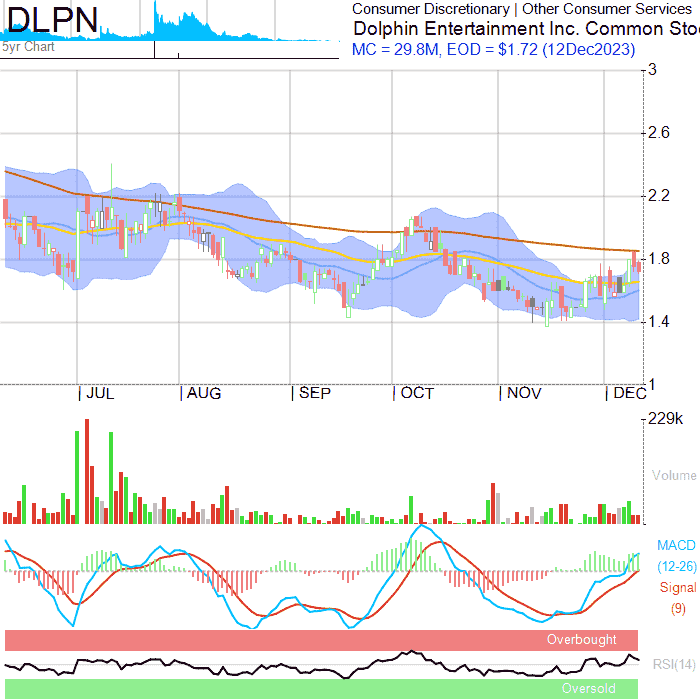 DLPN
5yr Chart
Consumer Discretionary | Other Consumer Services
Dolphin Entertainment Inc. Common Stoc
MC = 29.8M, EOD = $1.72 (12Dec2023)
3
2.6
2.2
1.8
1.4
1
JUL
AUG
SEP
OCT
NOV
DEC
229k
Volume
MACD
(12-26)
Signal
(9)
Overbought
RSI(14)
Oversold